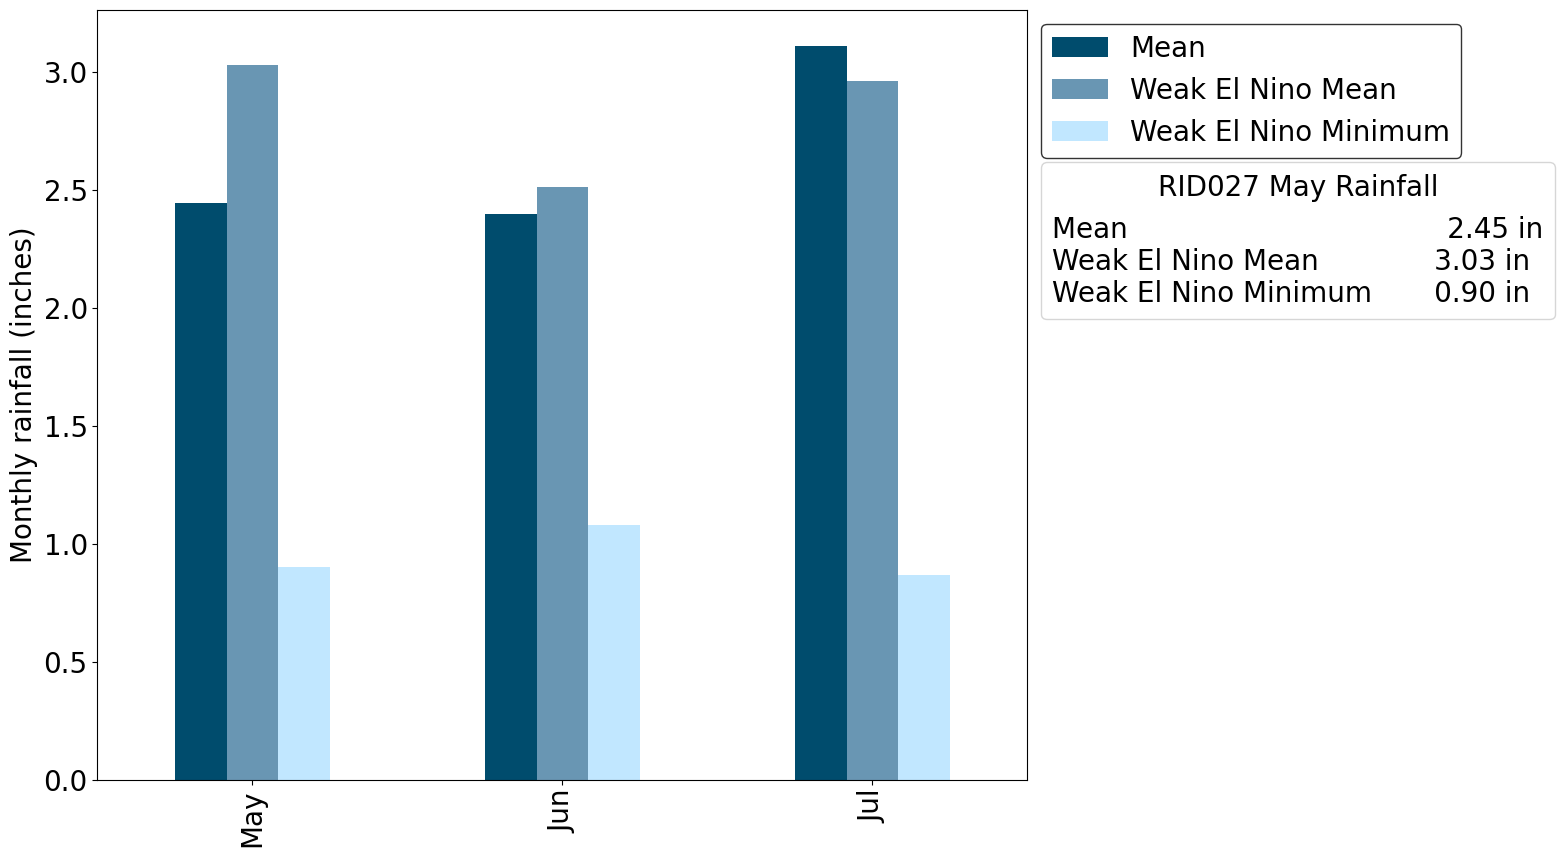 Monthly rainfall (inches)
3.0
2.5
2.0
1.5
1.0
0.5
0.0
May
Jun
Jul
Mean
Weak El Nino Mean
Weak El Nino Minimum
RID027 May Rainfall
Mean 2.45 in
Weak El Nino Mean 3.03 in
Weak El Nino Minimum 0.90 in